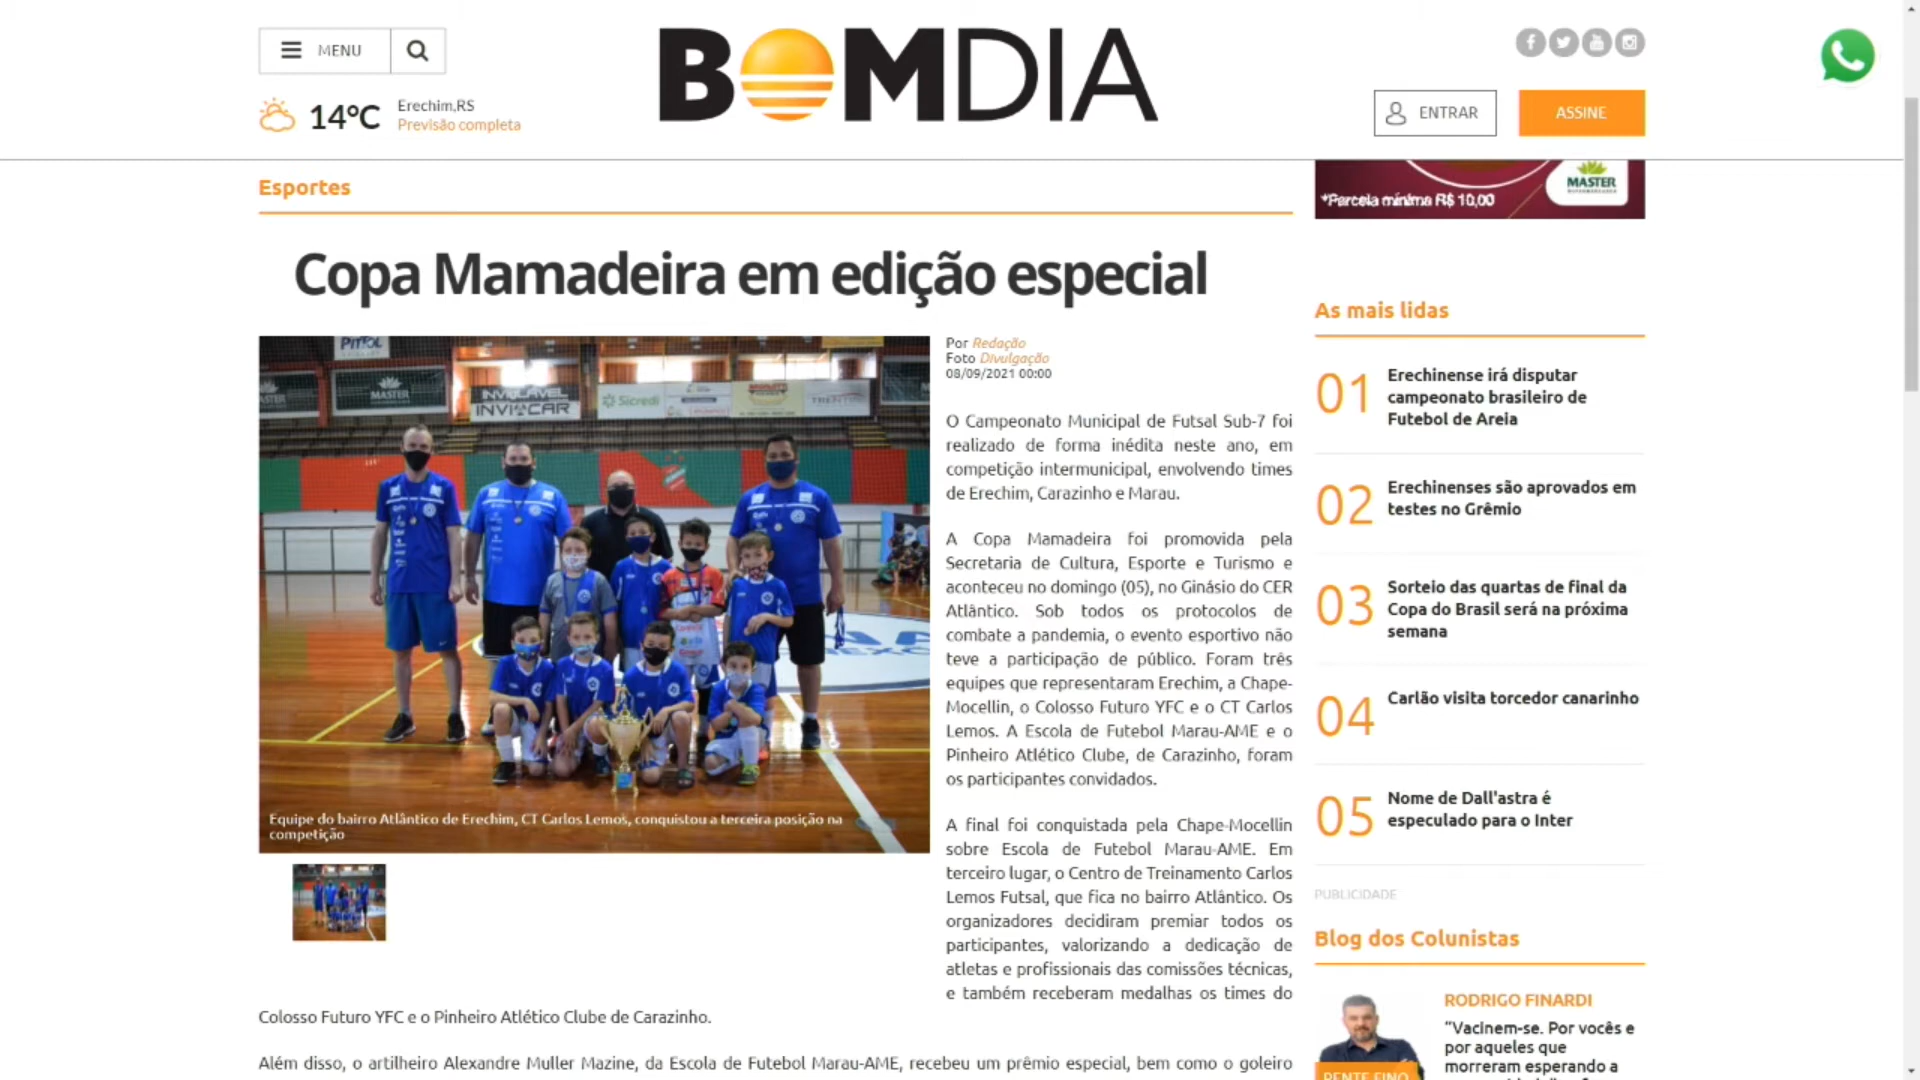 MENU
BOMDIA
14ºC
Erechim,RS
Previsão completa
ENTRAR
ASSINE
MASTER
*Parcela mínima R$ 10,00
Esportes
Copa Mamadeira em edição especial
Por Redação
Foto Divulgação
08/09/2021 00:00
MASTER
INVIOLÁVEL
INVIACAR
Sicredi
Equipe do bairro Atlântico de Erechim, CT Carlos Lemos, conquistou a terceira posição na
competição
O Campeonato Municipal de Futsal Sub-7 foi
realizado de forma inédita neste ano, em
competição intermunicipal, envolvendo times
de Erechim, Carazinho e Marau.
A Copa Mamadeira foi promovida pela
Secretaria de Cultura, Esporte e Turismo e
aconteceu no domingo (05), no Ginásio do CER
Atlântico. Sob todos os protocolos de
combate a pandemia, o evento esportivo não
teve a participação de público. Foram três
equipes que representaram Erechim, a Chape-
Mocellin, o Colosso Futuro YFC e o CT Carlos
Lemos. A Escola de Futebol Marau-AME e o
Pinheiro Atlético Clube, de Carazinho, foram
os participantes convidados.
A final foi conquistada pela Chape-Mocellin
sobre Escola de Futebol Marau-AME. Em
terceiro lugar, o Centro de Treinamento Carlos
Lemos Futsal, que fica no bairro Atlântico. Os
organizadores decidiram premiar todos os
participantes, valorizando a dedicação de
atletas e profissionais das comissões técnicas,
e também receberam medalhas os times do
Colosso Futuro YFC e o Pinheiro Atlético Clube de Carazinho.
Além disso, o artilheiro Alexandre Muller Mazine, da Escola de Futebol Marau-AME, recebeu um prêmio especial, bem como o goleiro
As mais lidas
01 Erechinense irá disputar
campeonato brasileiro de
Futebol de Areia
02 Erechinenses são aprovados em
testes no Grêmio
03 Sorteio das quartas de final da
Copa do Brasil será na próxima
semana
04 Carlão visita torcedor canarinho
05 Nome de Dall'astra é
especulado para o Inter
PUBLICIDADE
Blog dos Colunistas
RODRIGO FINARDI
“Vacinem-se. Por vocês e
por aqueles que
morreram esperando a
PENTE FINO